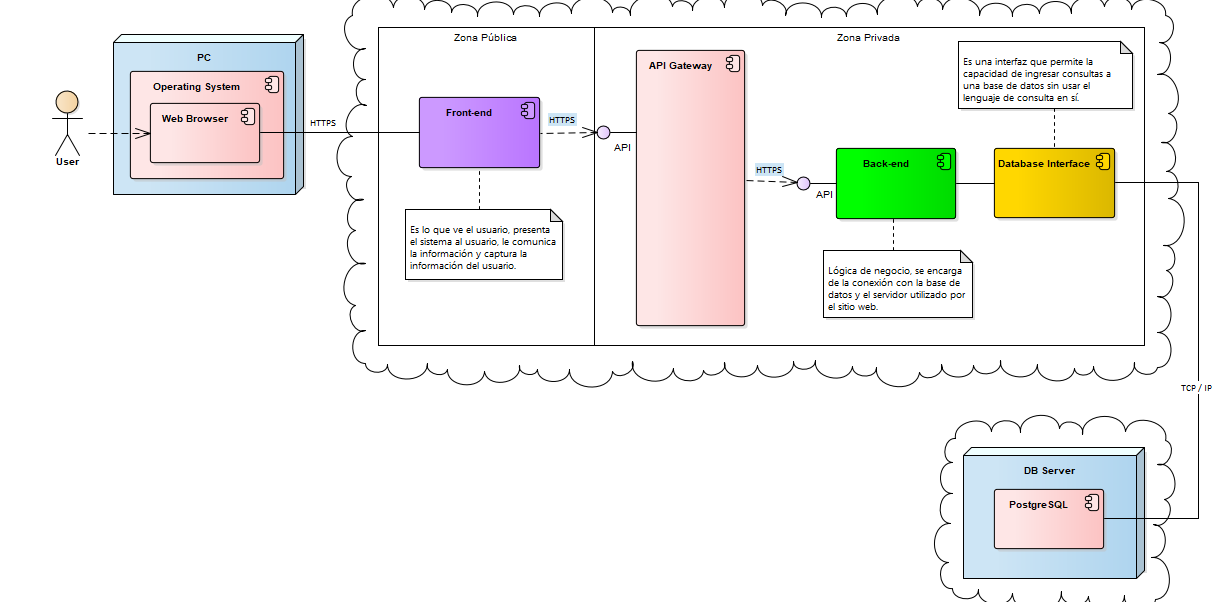 Zona Pública
Zona Privada
PC
Operating System
Web Browser
User
HTTPS
Front-end
HTTPS
API
API Gateway
HTTPS
API
Back-end
Database Interface
Es una interfaz que permite la
capacidad de ingresar consultas a
una base de datos sin usar el
lenguaje de consulta en sí.
Es lo que ve el usuario, presenta
el sistema al usuario, le comunica
la información y captura la
información del usuario.
Lógica de negocio, se encarga
de la conexión con la base de
datos y el servidor utilizado por
el sitio web.
TCP / IP
DB Server
PostgreSQL